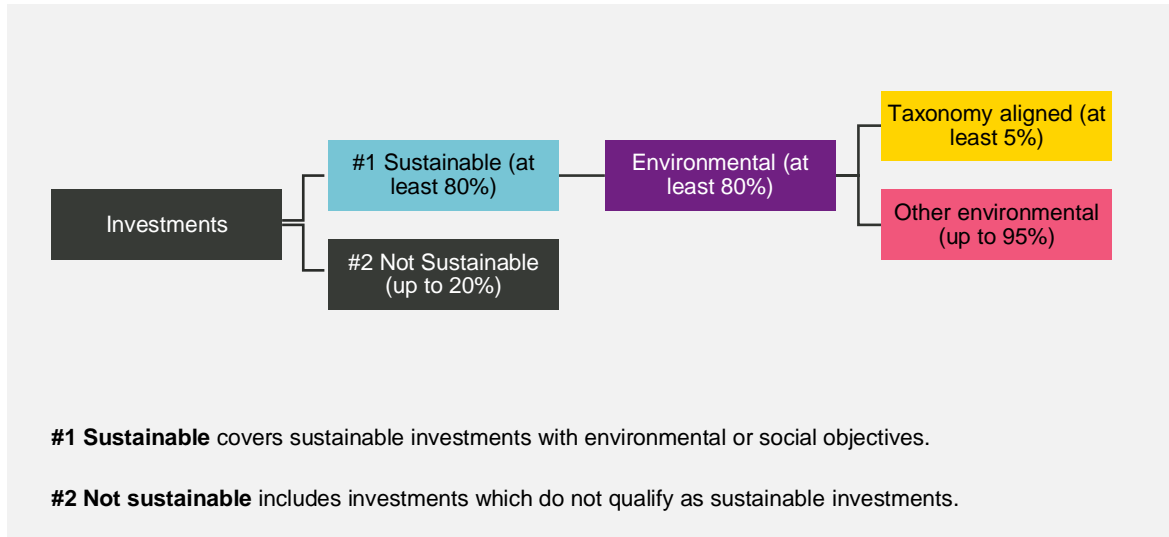 Investments
#1 Sustainable (at
least 80%)
#2 Not Sustainable
(up to 20%)
Environmental (at
least 80%)
Taxonomy aligned (at
least 5%)
Other environmental
(up to 95%)
#1 Sustainable covers sustainable investments with environmental or social objectives.
#2 Not sustainable includes investments which do not qualify as sustainable investments.